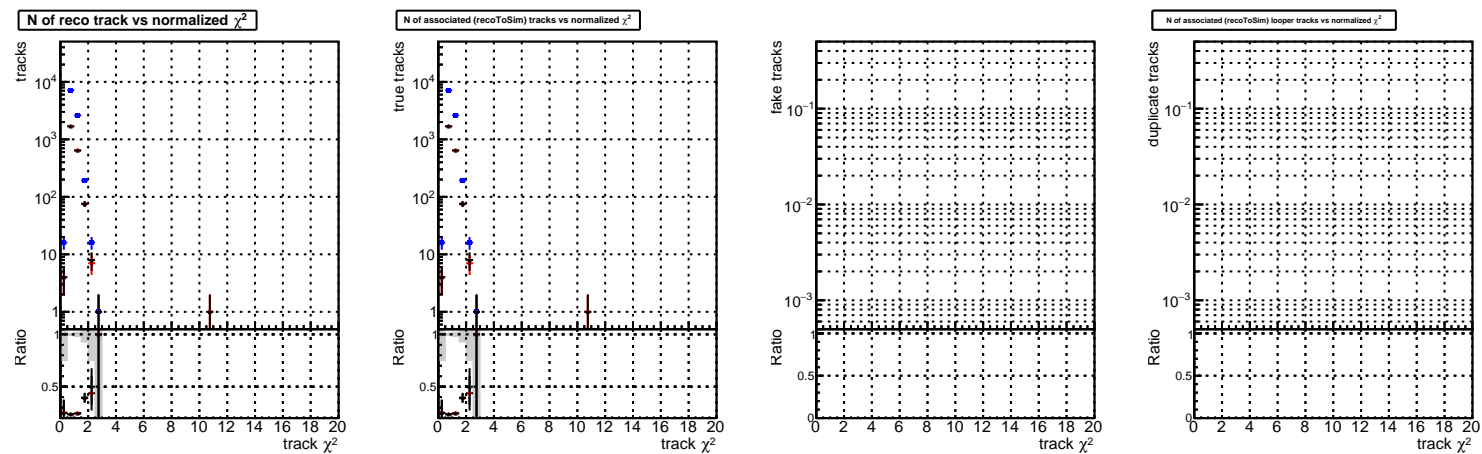 N of reco track vs normalized χ²
tracks
10⁴
10³
10²
10
1
Ratio
1
0.5
0 2 4 6 8 10 12 14 16 18 20
track χ²
N of associated (recoToSim) tracks vs normalized χ²
true tracks
10⁴
10³
10²
10
1
Ratio
1
0.5
0 2 4 6 8 10 12 14 16 18 20
track χ²
fake tracks
10⁻¹
10⁻²
10⁻³
Ratio
1
0.5
0
0 2 4 6 8 10 12 14 16 18 20
track χ²
N of associated (recoToSim) looper tracks vs normalized χ²
duplicate tracks
10⁻¹
10⁻²
10⁻³
Ratio
1
0.5
0
0 2 4 6 8 10 12 14 16 18 20
track χ²